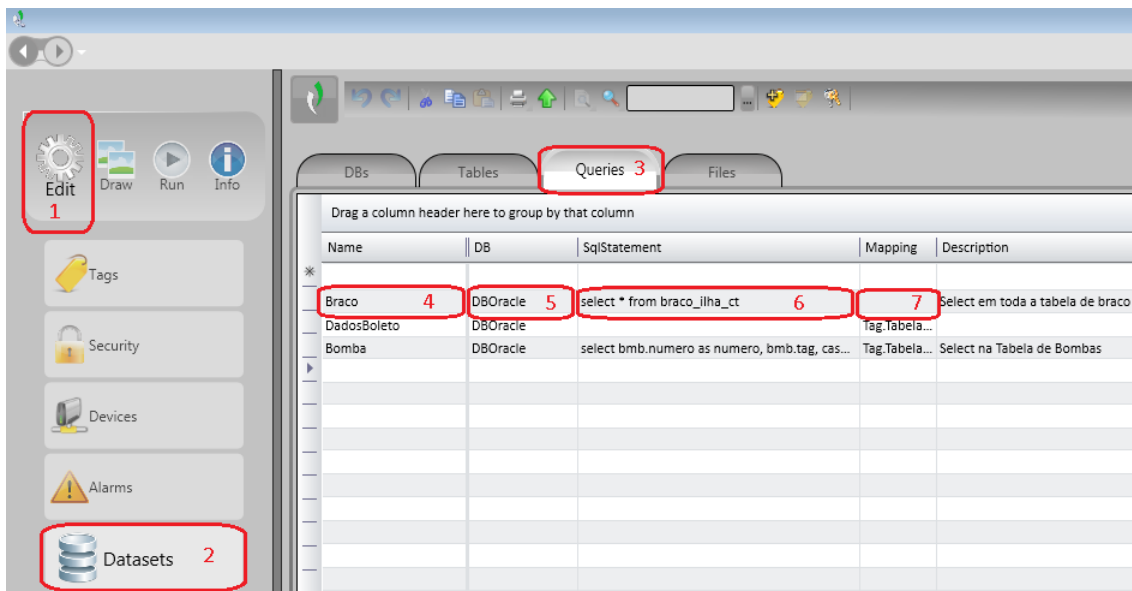 Edit
1
Draw
Run
Info
Tags
Security
Devices
Alarms
Datasets 2
...
DBs Tables Queries 3 Files
Drag a column header here to group by that column
Name DB SqlStatement Mapping Description
Braco 4 DBOracle 5 select * from braco_ilha_ct 6 7 Select em toda a tabela de braco
DadosBoleto DBOracle Tag.Tabela...
Bomba DBOracle select bmb.numero as numero, bmb.tag, cas... Tag.Tabela... Select na Tabela de Bombas